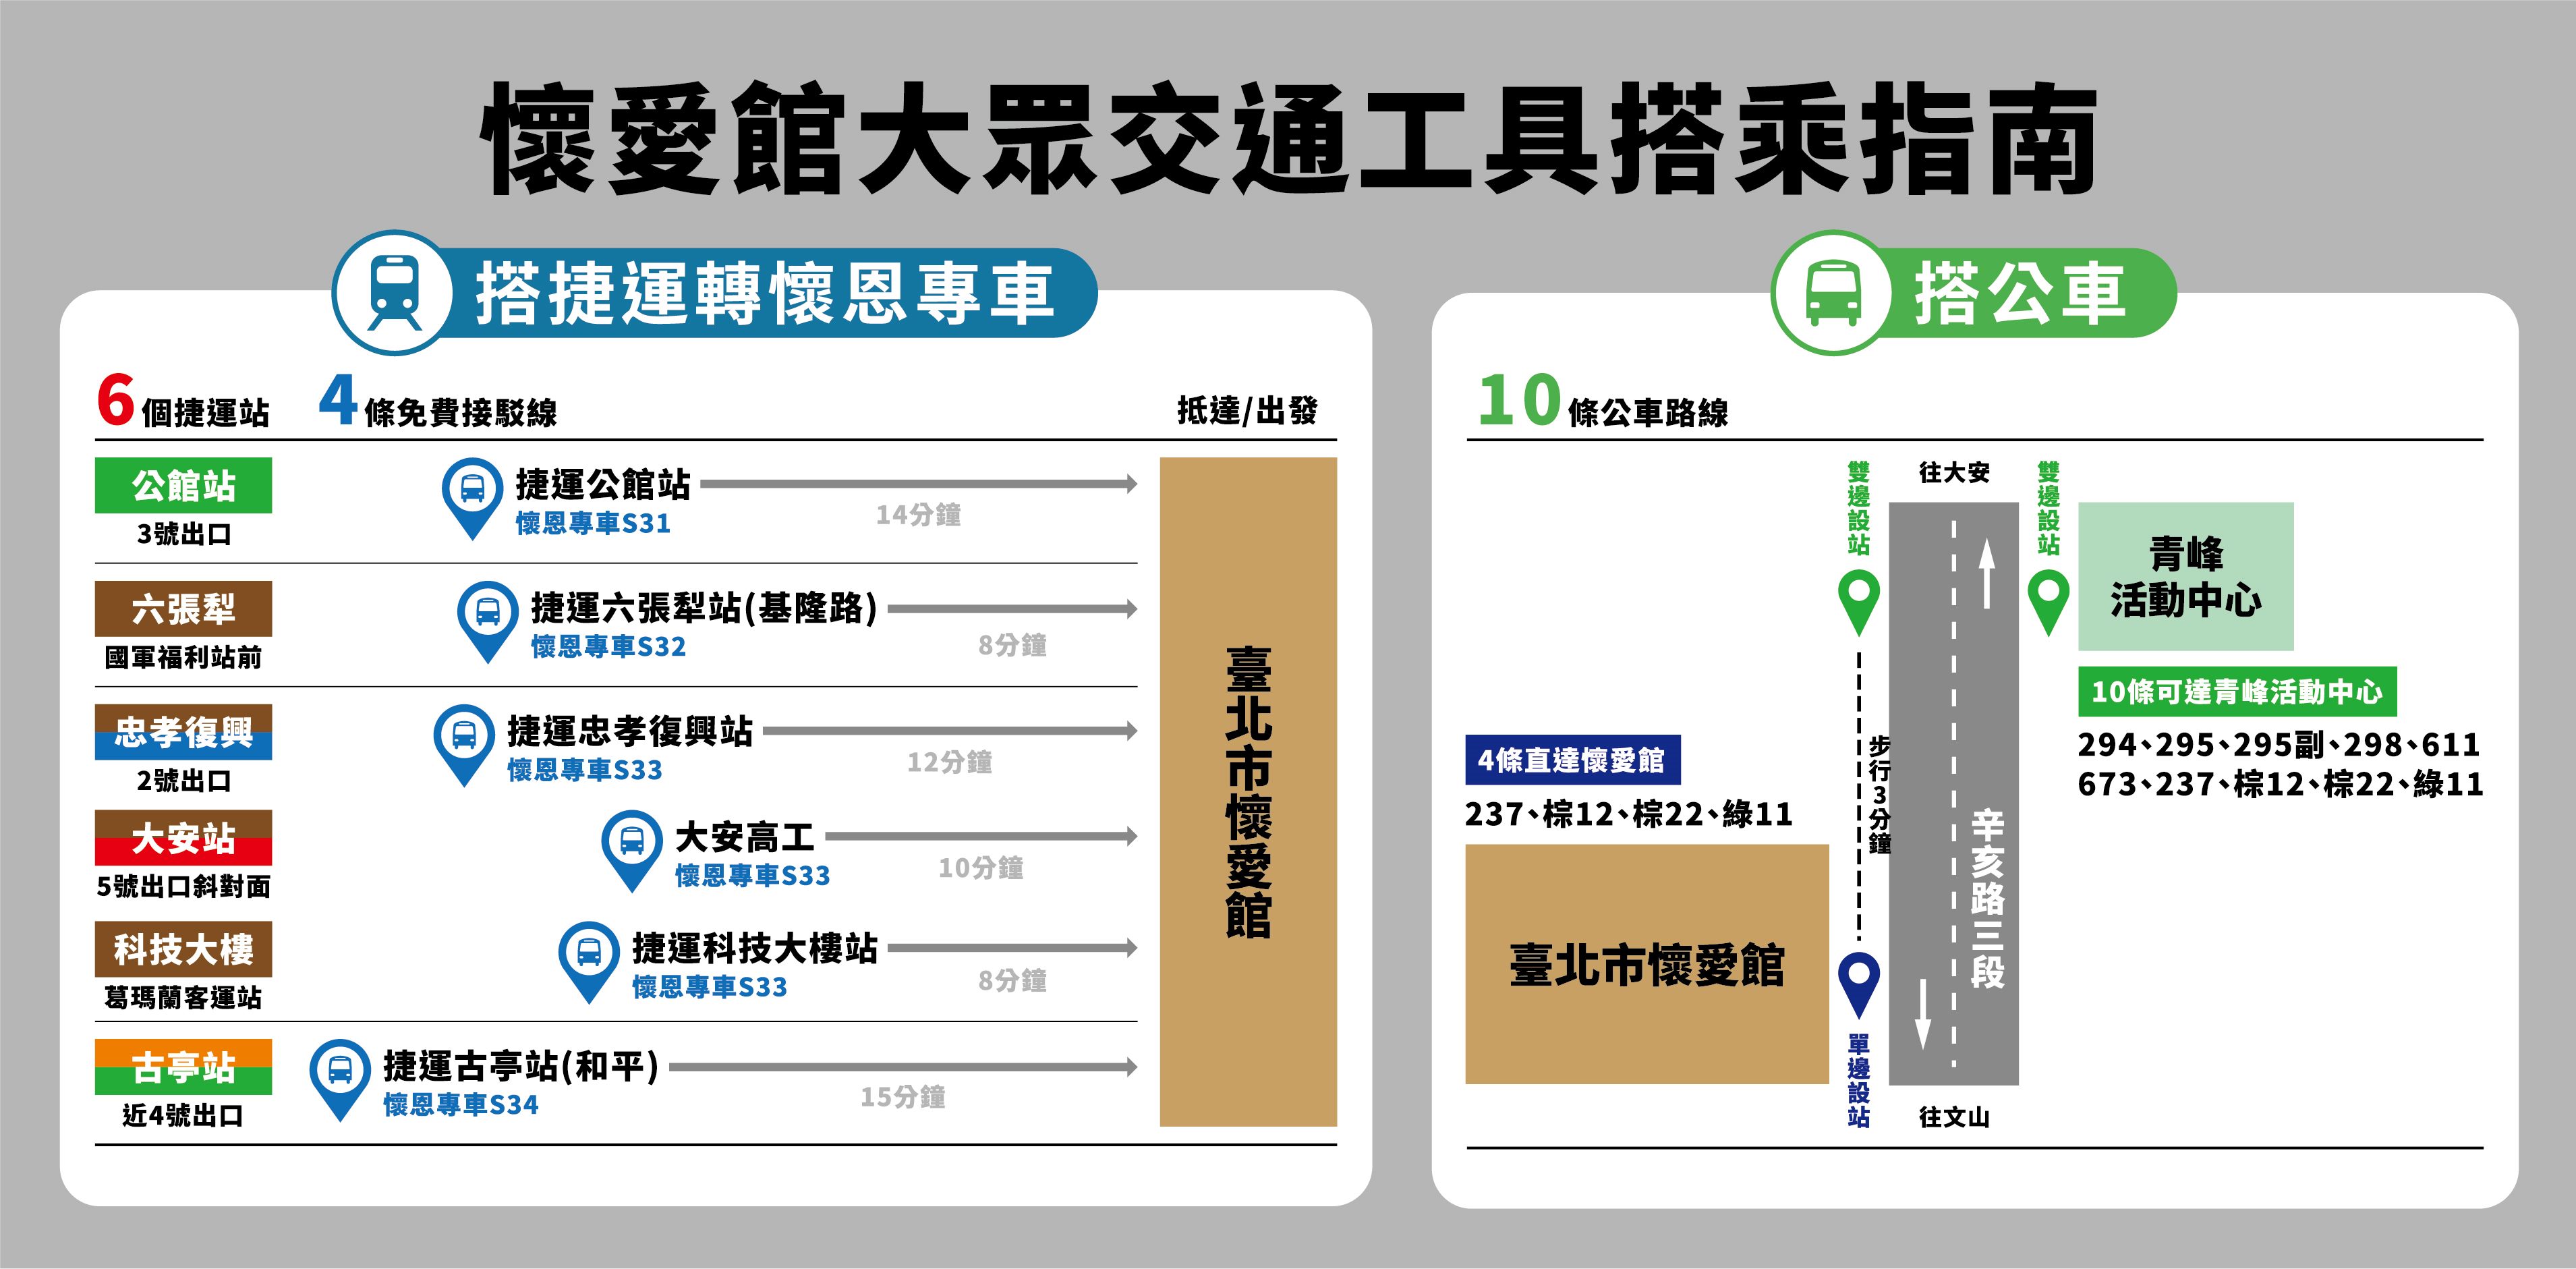 懷愛館大眾交通工具搭乘指南
搭捷運轉懷恩專車
6個捷運站
4條免費接駁線
抵達/出發
公館站
3號出口
捷運公館站
懷恩專車S31
14分鐘
六張犁
國軍福利站前
捷運六張犁站(基隆路)
懷恩專車S32
8分鐘
忠孝復興
2號出口
捷運忠孝復興站
懷恩專車S33
12分鐘
大安站
5號出口斜對面
大安高工
懷恩專車S33
10分鐘
科技大樓
葛瑪蘭客運站
捷運科技大樓站
懷恩專車S33
8分鐘
古亭站
近4號出口
捷運古亭站(和平)
懷恩專車S34
15分鐘
臺北市懷愛館
搭公車
10條公車路線
雙邊設站
往大安
雙邊設站
青峰
活動中心
10條可達青峰活動中心
294、295、295副、298、611
673、237、棕12、棕22、綠11
4條直達懷愛館
237、棕12、棕22、綠11
步行3分鐘
辛亥路三段
臺北市懷愛館
單邊設站
往文山